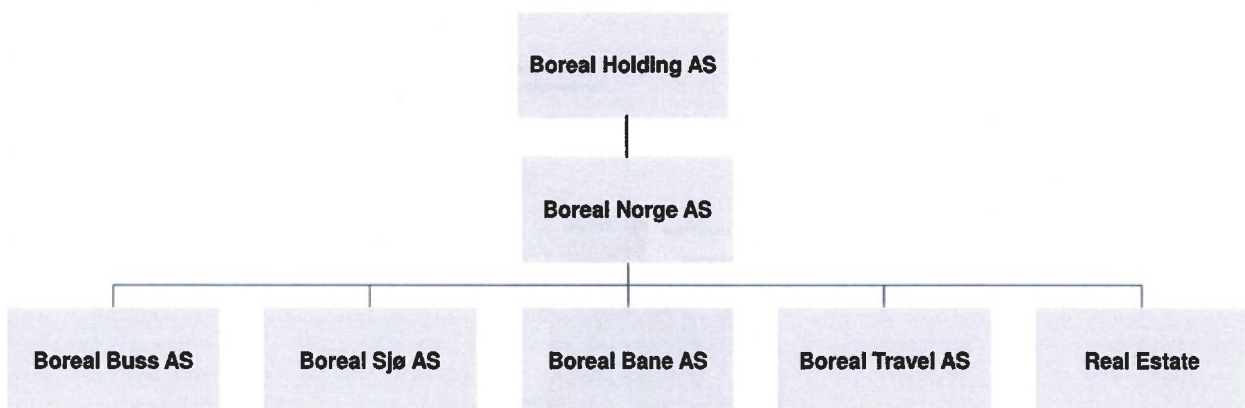 Boreal Holding AS
Boreal Norge AS
Boreal Buss AS
Boreal Sjø AS
Boreal Bane AS
Boreal Travel AS
Real Estate